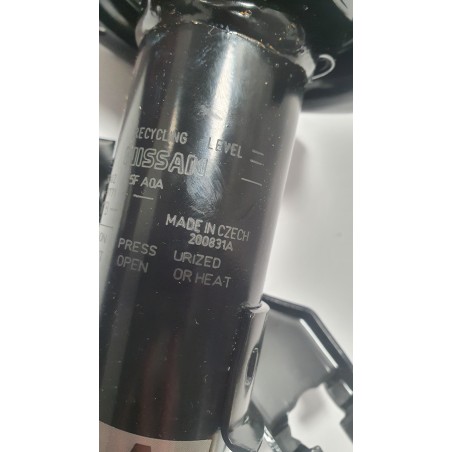 RECYCLING LEVEL
NISSAN
5F A0A
MADE IN CZECH
200831A
PRESS URIZED
OPEN OR HEAT